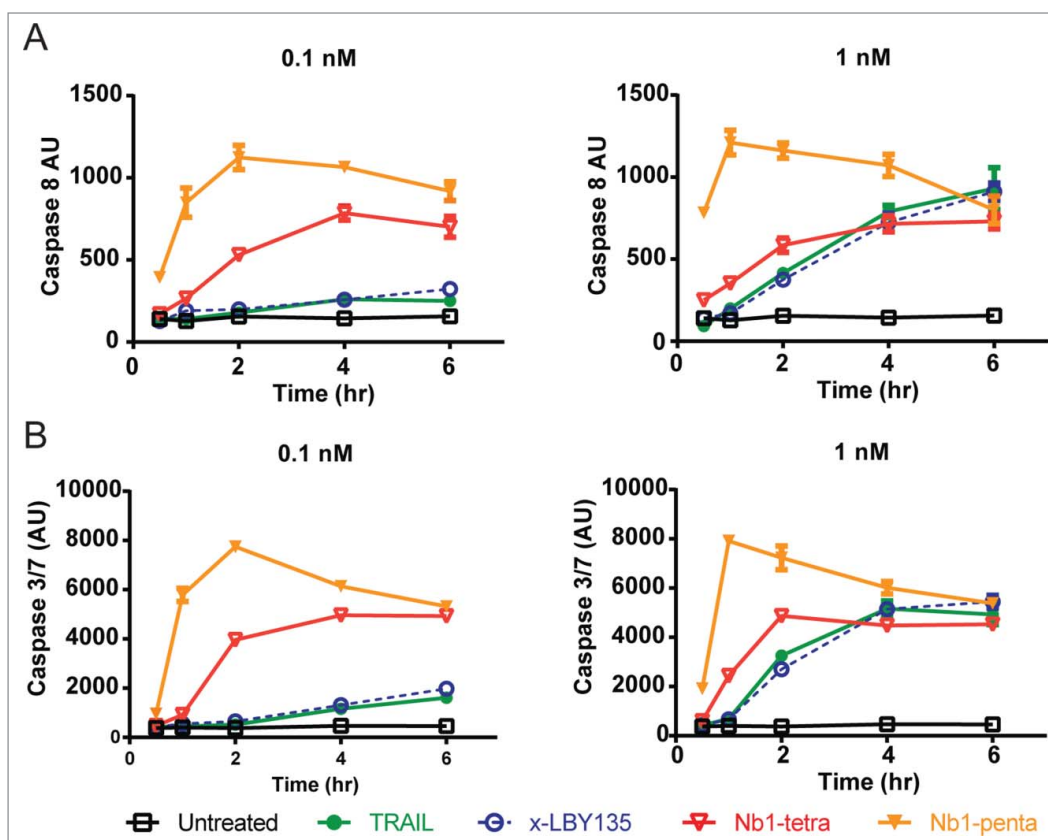 A
0.1 nM
1500
1000
500
0
Caspase 8 AU
0 2 4 6
Time (hr)
1 nM
1500
1000
500
0
Caspase 8 AU
0 2 4 6
Time (hr)
B
0.1 nM
10000
8000
6000
4000
2000
0
Caspase 3/7 (AU)
0 2 4 6
Time (hr)
1 nM
10000
8000
6000
4000
2000
0
Caspase 3/7 (AU)
0 2 4 6
Time (hr)
Untreated TRAIL x-LBY135 Nb1-tetra Nb1-penta